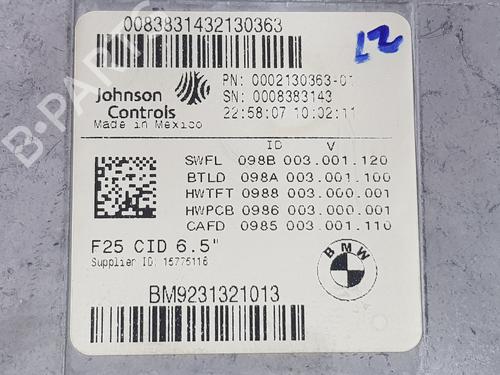 0083831432130363
12
Johnson
Controls
Made in Mexico
PN: 0002130363-01
SN: 0008383143
22:58:07 10:02:11
ID V
SWFL 098B 003.001.120
BTLD 098A 003.001.100
HWTFT 0988 003.000.001
HWPCB 0986 003.000.001
CAFD 0985 003.001.110
F25 CID 6.5"
Supplier ID: 15775116
BMW
BM9231321013
B-PARTS